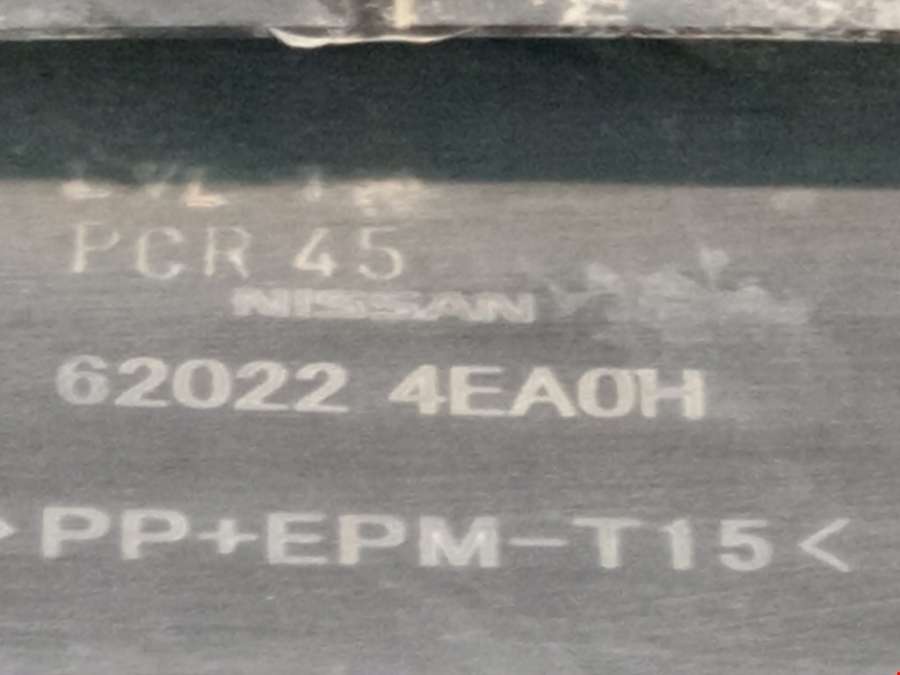 PCR 45
NISSAN
62022 4EA0H
>PP+EPM-T15<